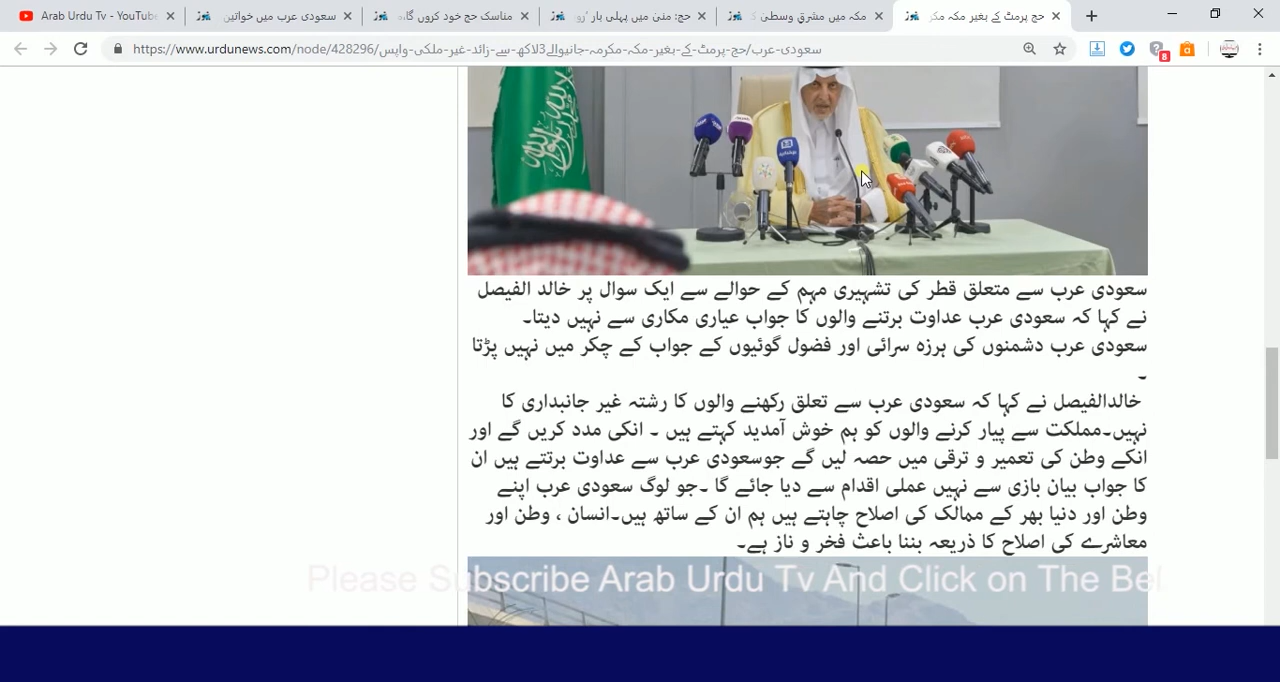 Arab Urdu Tv - YouTube
سعودی عرب میں خواتین
مناسک حج خود کروں گا،
حج: منیٰ میں پہلی بار
مکہ میں مشرق وسطیٰ
حج پرمٹ کے بغیر مکہ مکر
https://www.urdunews.com/node/428296/سعودی-عرب/حج-پرمٹ-کے-بغیر-مکہ-مکرمہ-جانیوالے3لاکھ-سے-زائد-غیر-ملکی-واپس
8
سعودی عرب سے متعلق قطر کی تشہیری مہم کے حوالے سے ایک سوال پر خالد الفیصل
نے کہا کہ سعودی عرب عداوت برتنے والوں کا جواب عیاری مکاری سے نہیں دیتا۔
سعودی عرب دشمنوں کی ہرزہ سرائی اور فضول گوئیوں کے جواب کے چکر میں نہیں پڑتا
۔
خالدالفیصل نے کہا کہ سعودی عرب سے تعلق رکھنے والوں کا رشتہ غیر جانبداری کا
نہیں۔مملکت سے پیار کرنے والوں کو ہم خوش آمدید کہتے ہیں ۔ انکی مدد کریں گے اور
انکے وطن کی تعمیر و ترقی میں حصہ لیں گے جوسعودی عرب سے عداوت برتتے ہیں ان
کا جواب بیان بازی سے نہیں عملی اقدام سے دیا جائے گا ۔جو لوگ سعودی عرب اپنے
وطن اور دنیا بھر کے ممالک کی اصلاح چاہتے ہیں ہم ان کے ساتھ ہیں۔انسان ، وطن اور
معاشرے کی اصلاح کا ذریعہ بننا باعث فخر و ناز ہے۔
Please Subscribe Arab Urdu Tv And Click on The Bel